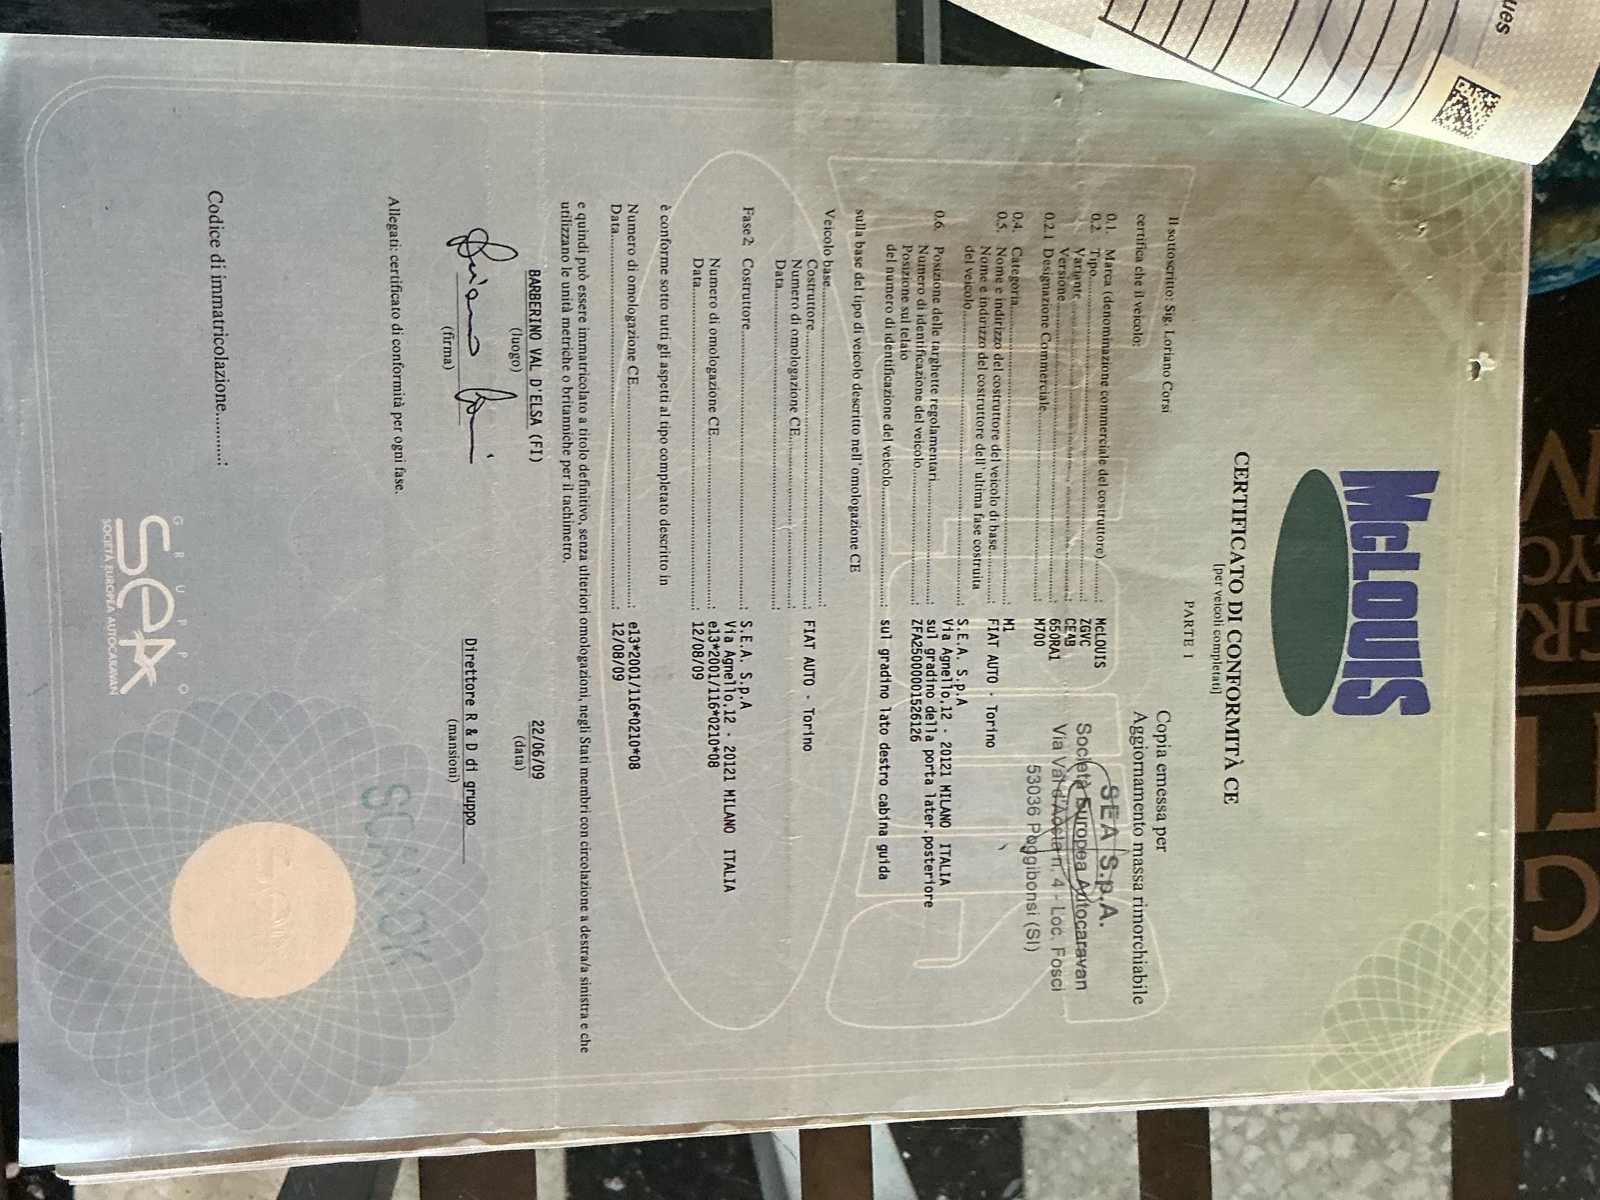 ues
McLOUIS
CERTIFICATO DI CONFORMITÀ CE
[per veicoli completati]
PARTE 1
Copia emessa per
Aggiornamento massa rimorchiabile
Il sottoscritto: Sig. Loriano Corsi
certifica che il veicolo:
SEA S.p.A.
Società Europea Autocaravan
Via Val d'Aosta n. 4 - Loc. Fosci
53036 Poggibonsi (SI)
0.1. Marca (denominazione commerciale del costruttore) : McLOUIS
0.2. Tipo : ZGVC
Variante : CEAB
Versione : 650RA1
0.2.1 Designazione Commerciale : M700
0.4. Categoria : M1
0.5. Nome e indirizzo del costruttore del veicolo di base : FIAT AUTO - Torino
Nome e indirizzo del costruttore dell'ultima fase costruita
del veicolo : S.E.A. S.p.A
Via Agnello,12 - 20121 MILANO ITALIA
0.6. Posizione delle targhette regolamentari : sul gradino della porta later.posteriore
Numero di identificazione del veicolo : ZFA25000001526126
Posizione sul telaio
del numero di identificazione del veicolo : sul gradino lato destro cabina guida
sulla base del tipo di veicolo descritto nell'omologazione CE
Veicolo base :
Costruttore : FIAT AUTO - Torino
Numero di omologazione CE :
Data :
Fase 2: Costruttore : S.E.A. S.p.A
Via Agnello,12 - 20121 MILANO ITALIA
Numero di omologazione CE : e13*2001/116*0210*08
Data : 12/08/09
è conforme sotto tutti gli aspetti al tipo completato descritto in
Numero di omologazione CE : e13*2001/116*0210*08
Data : 12/08/09
e quindi può essere immatricolato a titolo definitivo, senza ulteriori omologazioni, negli Stati membri con circolazione a destra/a sinistra e che
utilizzano le unità metriche o britanniche per il tachimetro.
BARBERINO VAL D'ELSA (FI) 22/06/09
(luogo) (data)
Direttore R & D di gruppo
(firma) (mansioni)
Allegati: certificato di conformità per ogni fase.
Codice di immatricolazione............:
GRUPPO
SEA
SOCIETÀ EUROPEA AUTOCARAVAN